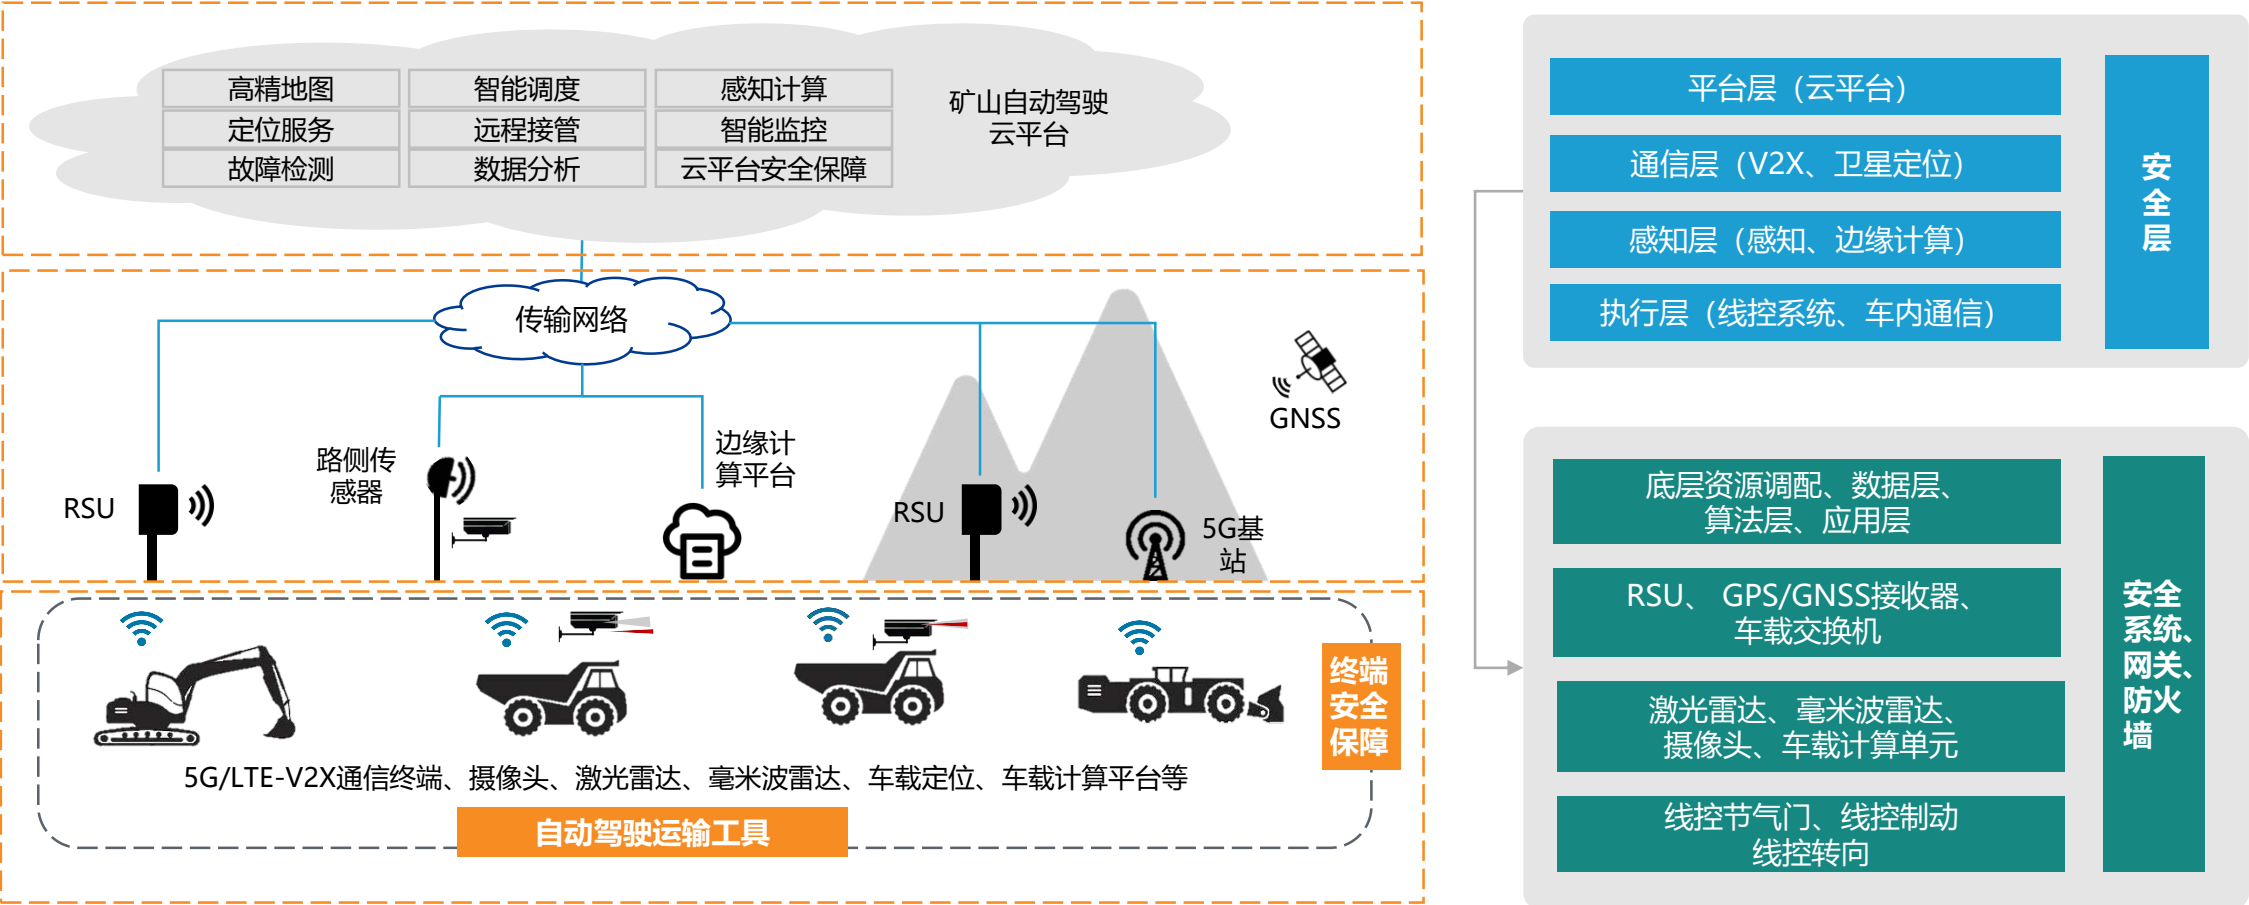 高精地图
智能调度
感知计算
定位服务
远程接管
智能监控
故障检测
数据分析
云平台安全保障
矿山自动驾驶
云平台
传输网络
RSU
路侧传
感器
边缘计
算平台
RSU
5G基
站
GNSS
终端
安全
保障
5G/LTE-V2X通信终端、摄像头、激光雷达、毫米波雷达、车载定位、车载计算平台等
自动驾驶运输工具
平台层（云平台）
通信层（V2X、卫星定位）
感知层（感知、边缘计算）
执行层（线控系统、车内通信）
安
全
层
底层资源调配、数据层、
算法层、应用层
RSU、 GPS/GNSS接收器、
车载交换机
激光雷达、毫米波雷达、
摄像头、车载计算单元
线控节气门、线控制动
线控转向
安全
系统、
网关、
防火
墙